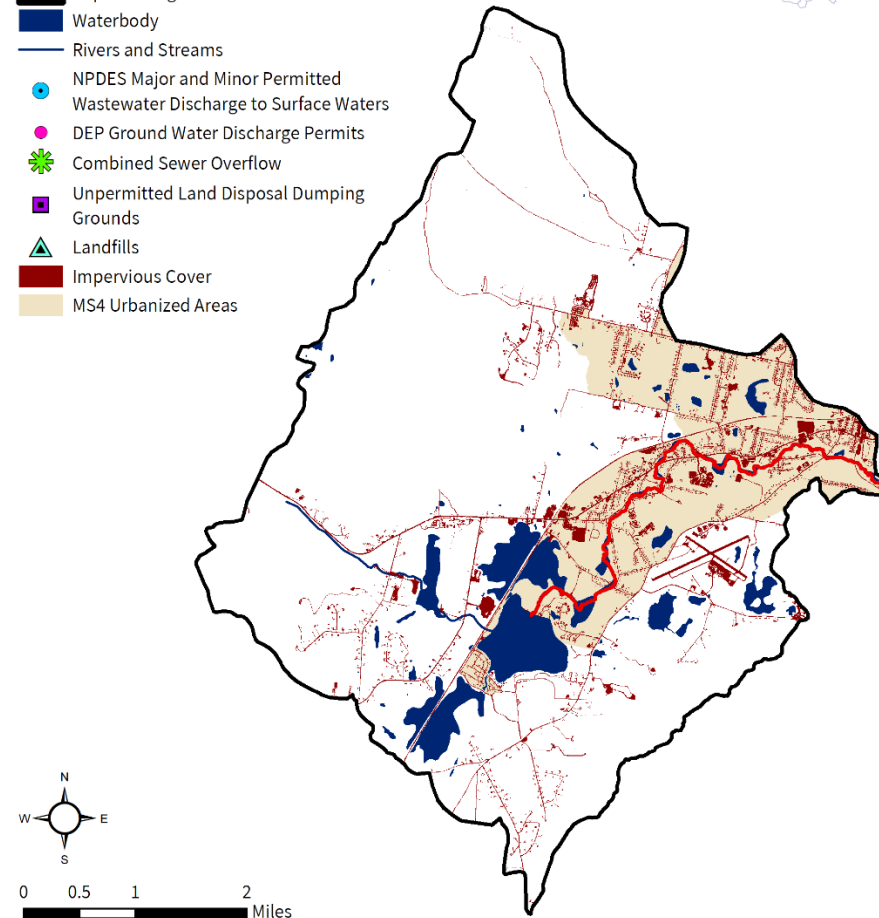 Waterbody
Rivers and Streams
NPDES Major and Minor Permitted
Wastewater Discharge to Surface Waters
DEP Ground Water Discharge Permits
Combined Sewer Overflow
Unpermitted Land Disposal Dumping
Grounds
Landfills
Impervious Cover
MS4 Urbanized Areas
N
W E
S
0 0.5 1 2
Miles